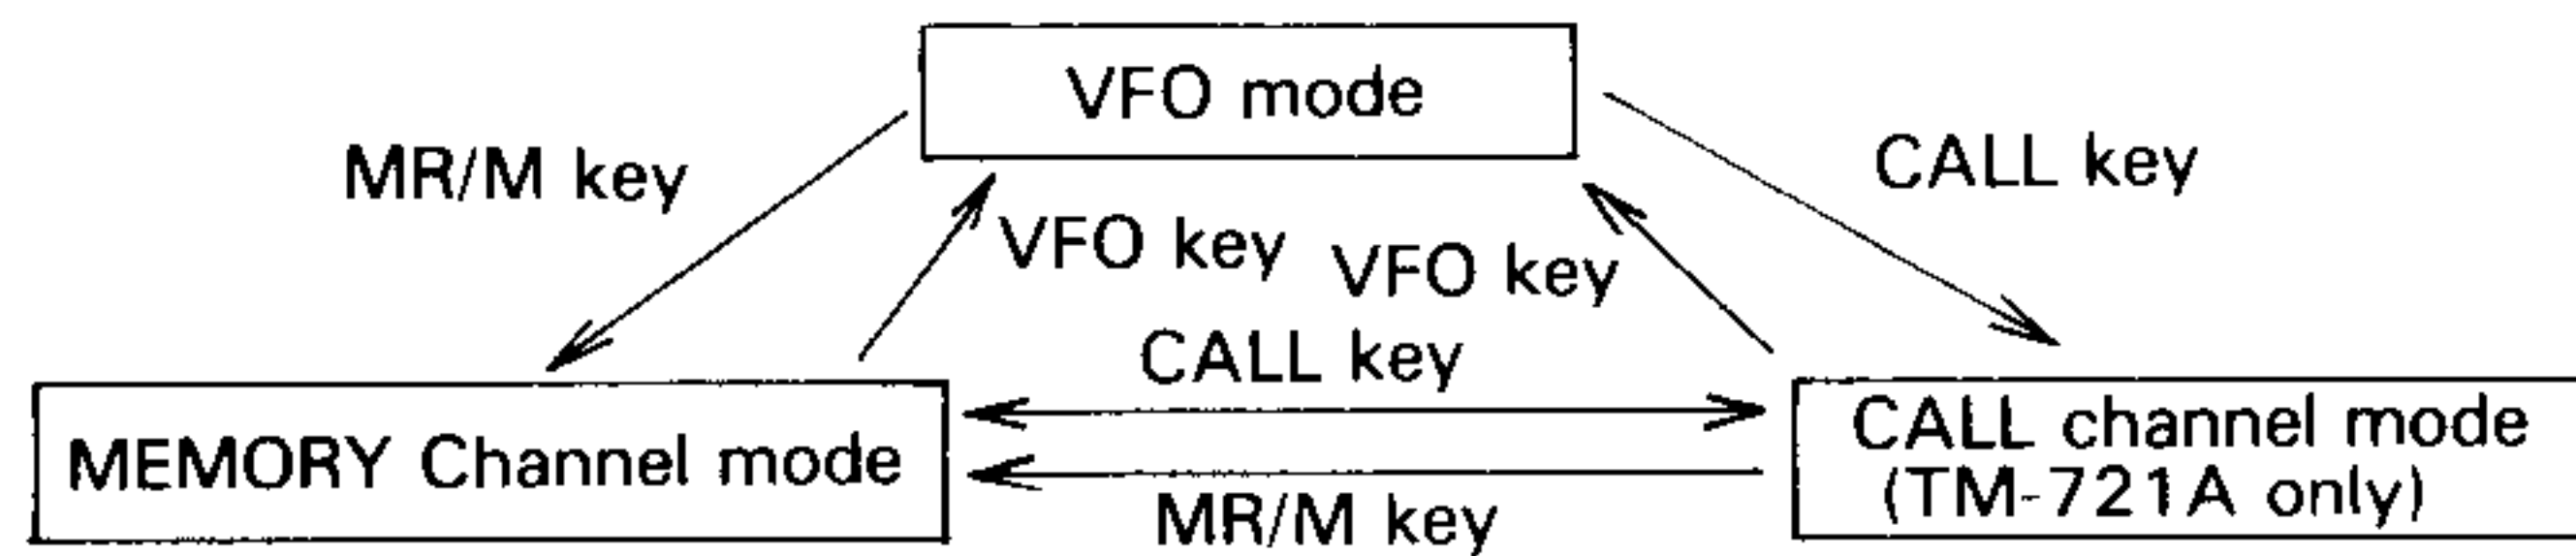 VFO mode
MR/M key
CALL key
VFO key
VFO key
CALL key
MEMORY Channel mode
CALL channel mode
(TM-721A only)
MR/M key